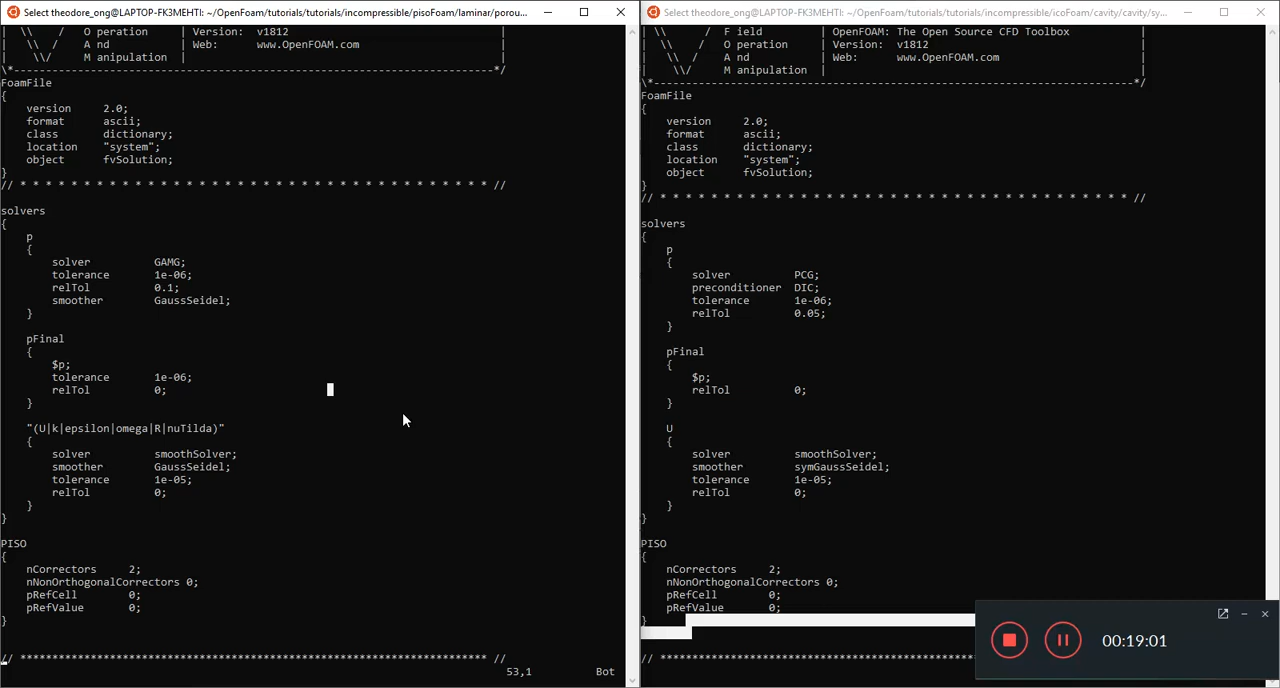 Select theodore_ong@LAPTOP-FK3MEHTI: ~/OpenFoam/tutorials/tutorials/incompressible/pisoFoam/laminar/porou...
|  \\    /   O peration     | Version:  v1812                                 |
|   \\  /    A nd           | Web:      www.OpenFOAM.com                      |
|    \\/     M anipulation  |                                                 |
\*---------------------------------------------------------------------------*/
FoamFile
{
    version     2.0;
    format      ascii;
    class       dictionary;
    location    "system";
    object      fvSolution;
}
// * * * * * * * * * * * * * * * * * * * * * * * * * * * * * * * * * * * * * //
solvers
{
    p
    {
        solver          GAMG;
        tolerance       1e-06;
        relTol          0.1;
        smoother        GaussSeidel;
    }
    pFinal
    {
        $p;
        tolerance       1e-06;
        relTol          0;
    }
    "(U|k|epsilon|omega|R|nuTilda)"
    {
        solver          smoothSolver;
        smoother        GaussSeidel;
        tolerance       1e-05;
        relTol          0;
    }
}
PISO
{
    nCorrectors     2;
    nNonOrthogonalCorrectors 0;
    pRefCell        0;
    pRefValue       0;
}
// ************************************************************************* //
53,1          Bot
Select theodore_ong@LAPTOP-FK3MEHTI: ~/OpenFoam/tutorials/tutorials/incompressible/icoFoam/cavity/cavity/sy...
| \\      /  F ield         | OpenFOAM: The Open Source CFD Toolbox           |
|  \\    /   O peration     | Version:  v1812                                 |
|   \\  /    A nd           | Web:      www.OpenFOAM.com                      |
|    \\/     M anipulation  |                                                 |
\*---------------------------------------------------------------------------*/
FoamFile
{
    version     2.0;
    format      ascii;
    class       dictionary;
    location    "system";
    object      fvSolution;
}
// * * * * * * * * * * * * * * * * * * * * * * * * * * * * * * * * * * * * * //
solvers
{
    p
    {
        solver          PCG;
        preconditioner  DIC;
        tolerance       1e-06;
        relTol          0.05;
    }
    pFinal
    {
        $p;
        relTol          0;
    }
    U
    {
        solver          smoothSolver;
        smoother        symGaussSeidel;
        tolerance       1e-05;
        relTol          0;
    }
}
PISO
{
    nCorrectors     2;
    nNonOrthogonalCorrectors 0;
    pRefCell        0;
    pRefValue       0;
}
// *************************************************
00:19:01